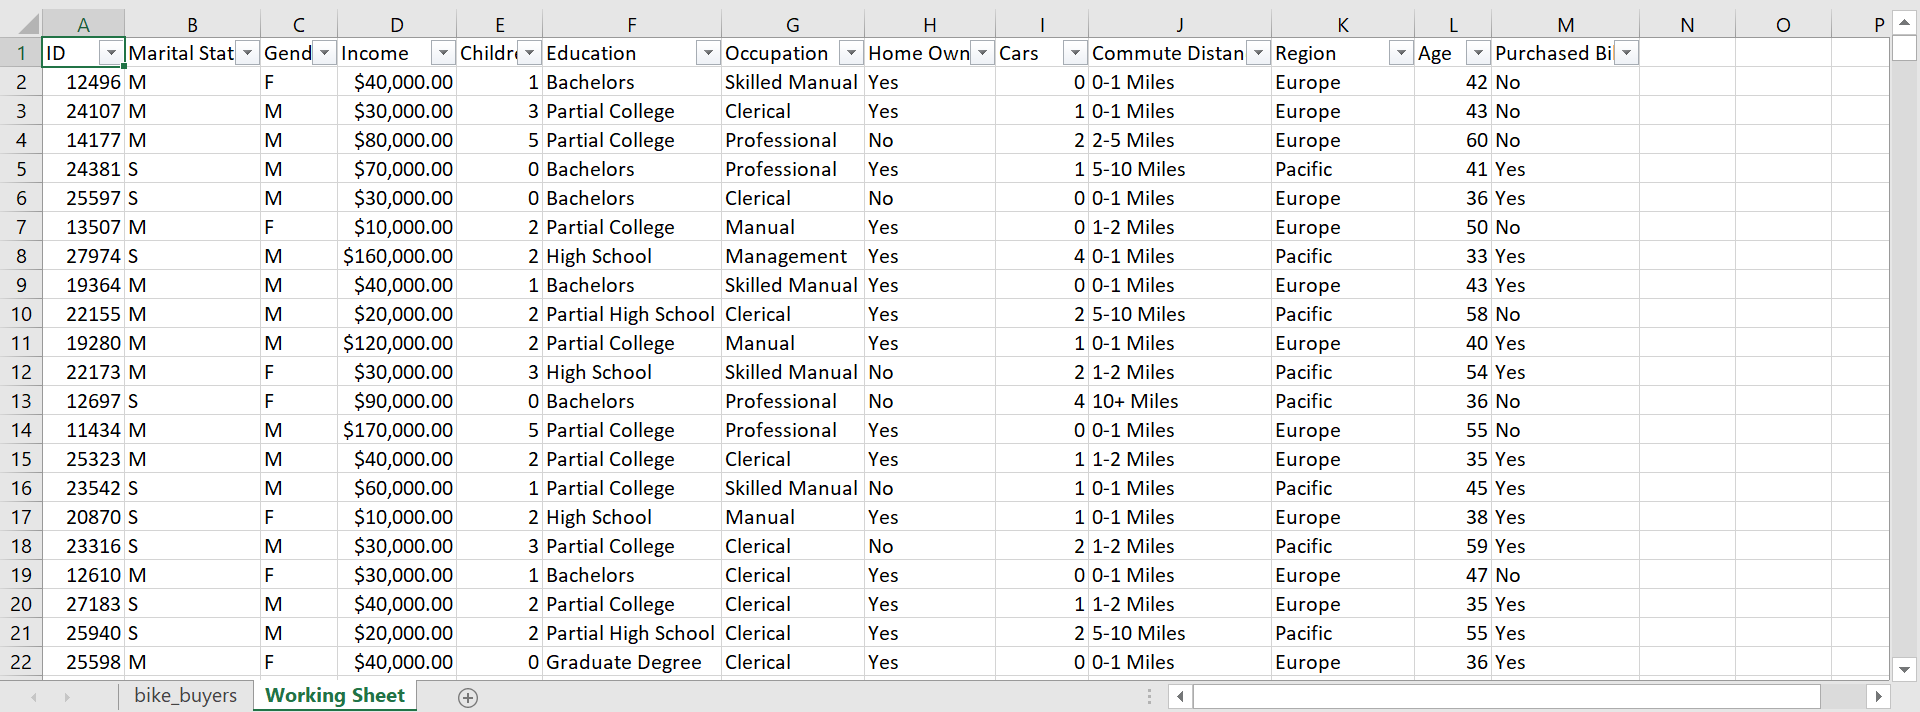 A B C D E F G H I J K L M N O P
1 ID Marital Stat Gend Income Childre Education Occupation Home Own Cars Commute Distan Region Age Purchased Bi
2 12496 M F $40,000.00 1 Bachelors Skilled Manual Yes 0 0-1 Miles Europe 42 No
3 24107 M M $30,000.00 3 Partial College Clerical Yes 1 0-1 Miles Europe 43 No
4 14177 M M $80,000.00 5 Partial College Professional No 2 2-5 Miles Europe 60 No
5 24381 S M $70,000.00 0 Bachelors Professional Yes 1 5-10 Miles Pacific 41 Yes
6 25597 S M $30,000.00 0 Bachelors Clerical No 0 0-1 Miles Europe 36 Yes
7 13507 M F $10,000.00 2 Partial College Manual Yes 0 1-2 Miles Europe 50 No
8 27974 S M $160,000.00 2 High School Management Yes 4 0-1 Miles Pacific 33 Yes
9 19364 M M $40,000.00 1 Bachelors Skilled Manual Yes 0 0-1 Miles Europe 43 Yes
10 22155 M M $20,000.00 2 Partial High School Clerical Yes 2 5-10 Miles Pacific 58 No
11 19280 M M $120,000.00 2 Partial College Manual Yes 1 0-1 Miles Europe 40 Yes
12 22173 M F $30,000.00 3 High School Skilled Manual No 2 1-2 Miles Pacific 54 Yes
13 12697 S F $90,000.00 0 Bachelors Professional No 4 10+ Miles Pacific 36 No
14 11434 M M $170,000.00 5 Partial College Professional Yes 0 0-1 Miles Europe 55 No
15 25323 M M $40,000.00 2 Partial College Clerical Yes 1 1-2 Miles Europe 35 Yes
16 23542 S M $60,000.00 1 Partial College Skilled Manual No 1 0-1 Miles Pacific 45 Yes
17 20870 S F $10,000.00 2 High School Manual Yes 1 0-1 Miles Europe 38 Yes
18 23316 S M $30,000.00 3 Partial College Clerical No 2 1-2 Miles Pacific 59 Yes
19 12610 M F $30,000.00 1 Bachelors Clerical Yes 0 0-1 Miles Europe 47 No
20 27183 S M $40,000.00 2 Partial College Clerical Yes 1 1-2 Miles Europe 35 Yes
21 25940 S M $20,000.00 2 Partial High School Clerical Yes 2 5-10 Miles Pacific 55 Yes
22 25598 M F $40,000.00 0 Graduate Degree Clerical Yes 0 0-1 Miles Europe 36 Yes
bike_buyers Working Sheet